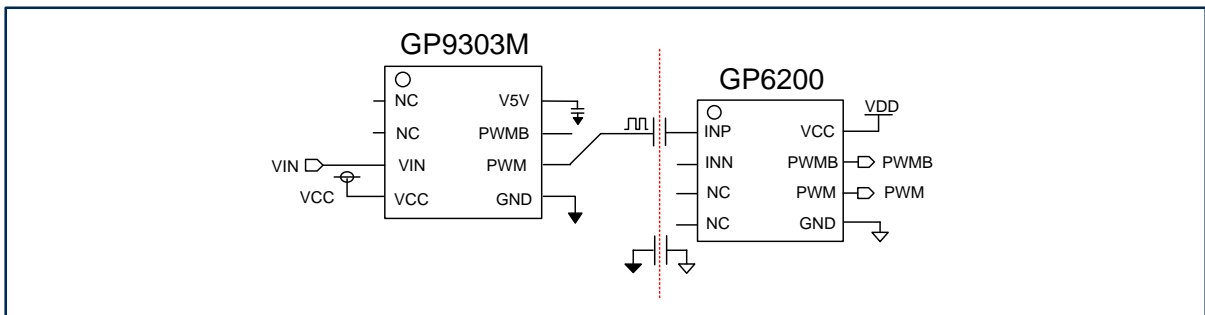 GP9303M
NC V5V
NC PWMB
VIN VIN PWM
VCC VCC GND
GP6200
VDD
INP VCC
INN PWMB PWMB
NC PWM PWM
NC GND